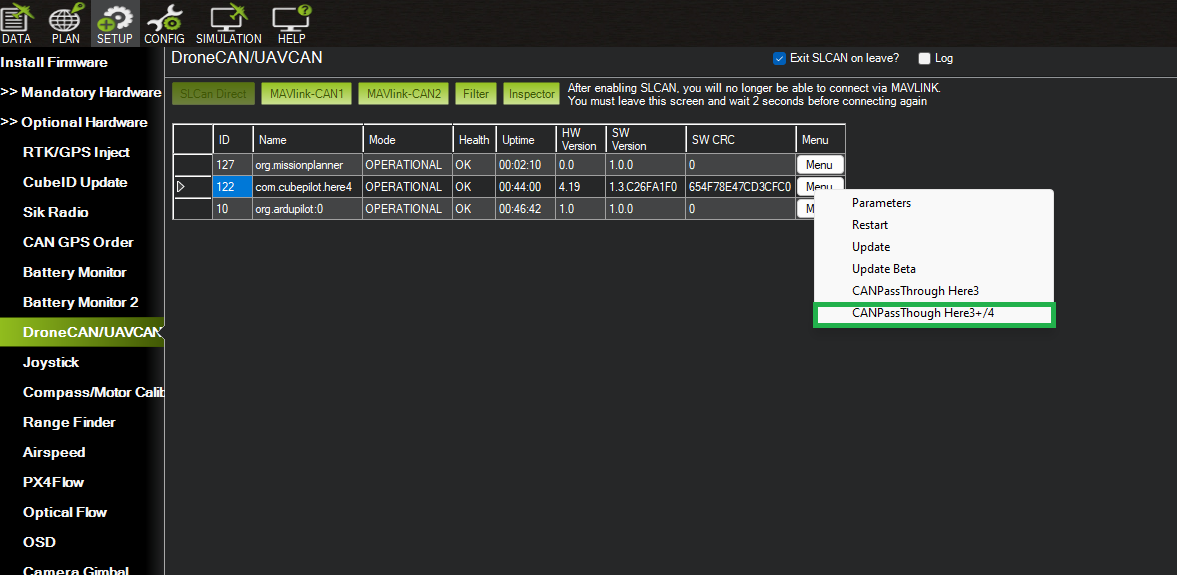 DATA PLAN SETUP CONFIG SIMULATION HELP
Install Firmware
>> Mandatory Hardware
>> Optional Hardware
RTK/GPS Inject
CubeID Update
Sik Radio
CAN GPS Order
Battery Monitor
Battery Monitor 2
DroneCAN/UAVCAN
Joystick
Compass/Motor Calib
Range Finder
Airspeed
PX4Flow
Optical Flow
OSD
Camera Gimbal
DroneCAN/UAVCAN
Exit SLCAN on leave? Log
SLCan Direct MAVlink-CAN1 MAVlink-CAN2 Filter Inspector
After enabling SLCAN, you will no longer be able to connect via MAVLINK.
You must leave this screen and wait 2 seconds before connecting again
ID Name Mode Health Uptime HW Version SW Version SW CRC Menu
127 org.missionplanner OPERATIONAL OK 00:02:10 0.0 1.0.0 0 Menu
122 com.cubepilot.here4 OPERATIONAL OK 00:44:00 4.19 1.3.C26FA1F0 654F78E47CD3CFC0 Menu
10 org.ardupilot:0 OPERATIONAL OK 00:46:42 1.0 1.0.0 0
Parameters
Restart
Update
Update Beta
CANPassThrough Here3
CANPassThough Here3+/4